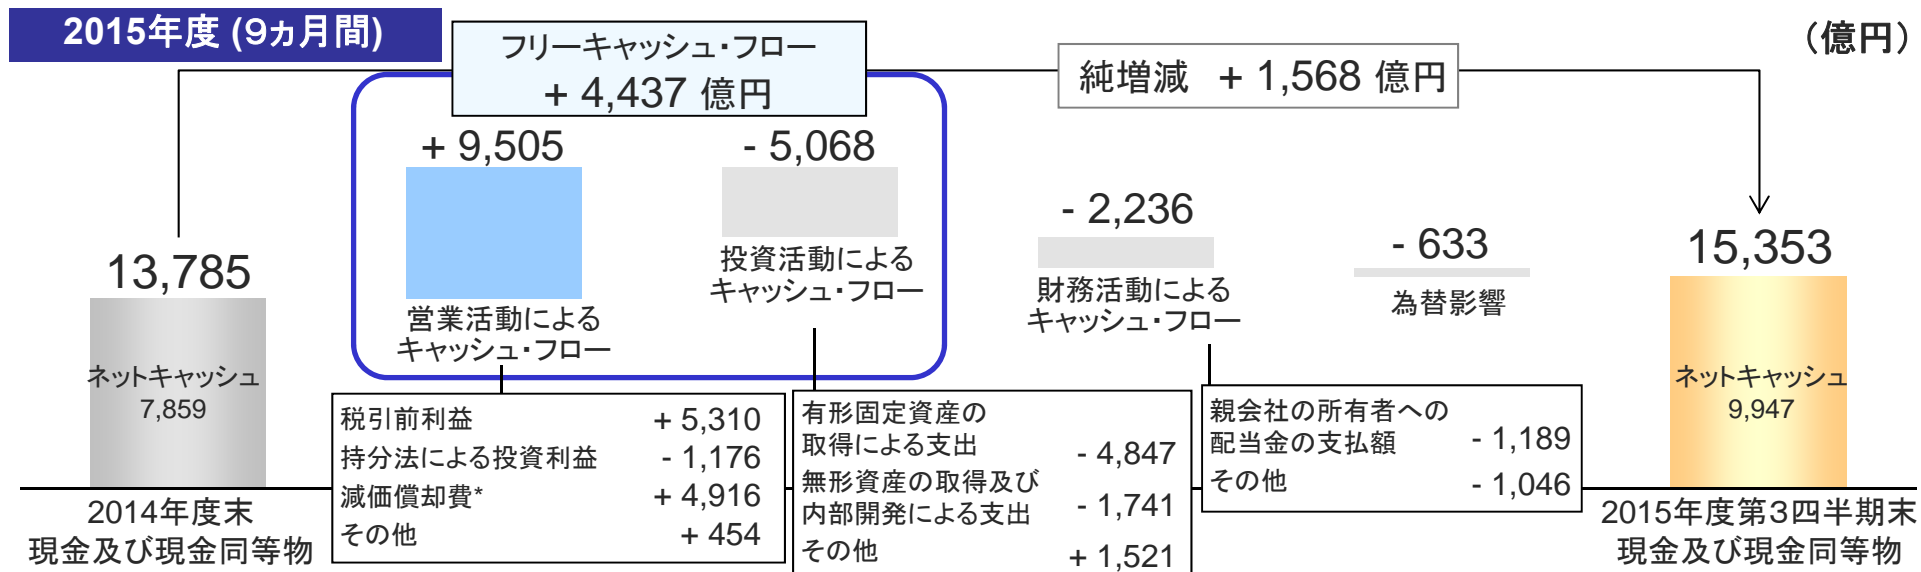 2015年度 (9ヵ月間)
(億円)
フリーキャッシュ・フロー
+ 4,437 億円
純増減 + 1,568 億円
+ 9,505
- 5,068
- 2,236
- 633
13,785
15,353
営業活動による
キャッシュ・フロー
投資活動による
キャッシュ・フロー
財務活動による
キャッシュ・フロー
為替影響
ネットキャッシュ
7,859
ネットキャッシュ
9,947
税引前利益 + 5,310
持分法による投資利益 - 1,176
減価償却費* + 4,916
その他 + 454
有形固定資産の
取得による支出 - 4,847
無形資産の取得及び
内部開発による支出 - 1,741
その他 + 1,521
親会社の所有者への
配当金の支払額 - 1,189
その他 - 1,046
2014年度末
現金及び現金同等物
2015年度第3四半期末
現金及び現金同等物